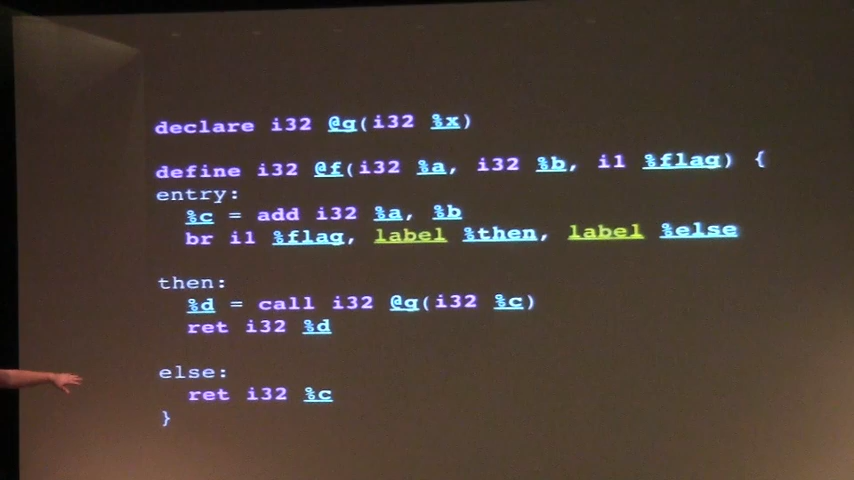 declare i32 @g(i32 %x)
define i32 @f(i32 %a, i32 %b, i1 %flag) {
entry:
%c = add i32 %a, %b
br i1 %flag, label %then, label %else
then:
%d = call i32 @g(i32 %c)
ret i32 %d
else:
ret i32 %c
}